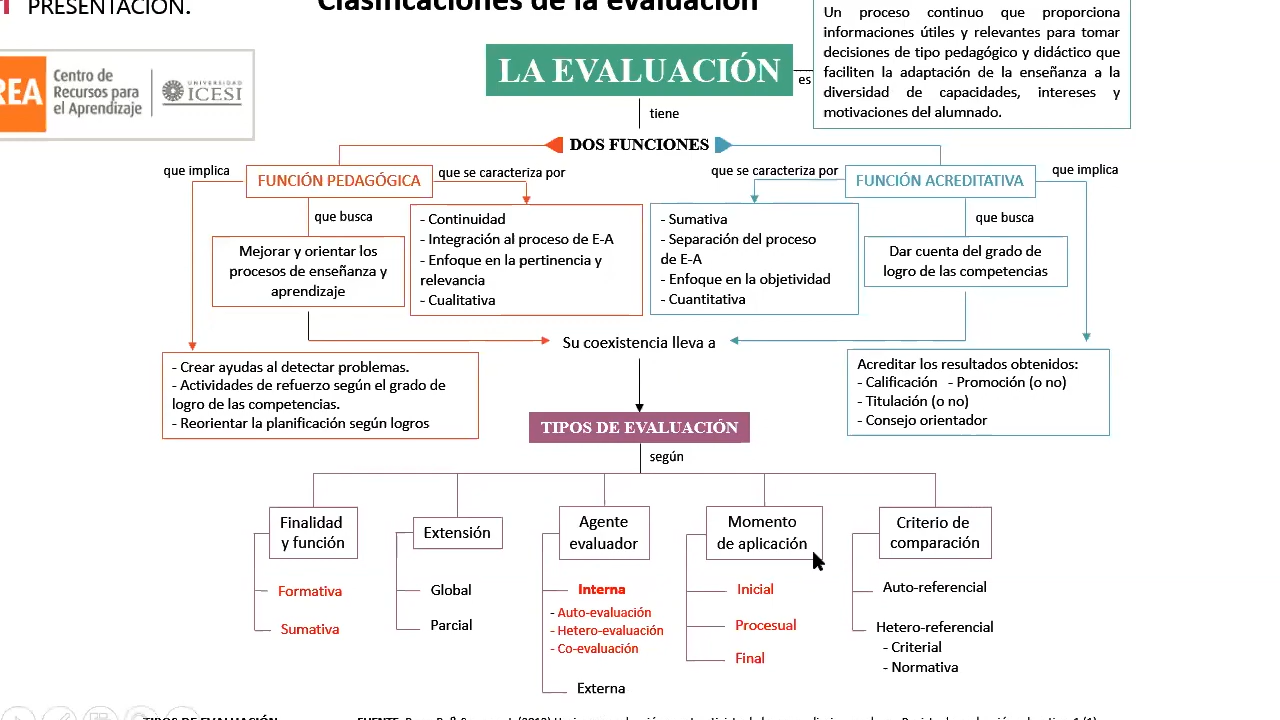 PRESENTACIÓN.
Clasificaciones de la evaluación
REA
Centro de
Recursos para
el Aprendizaje
UNIVERSIDAD
ICESI
LA EVALUACIÓN
es
Un proceso continuo que proporciona
informaciones útiles y relevantes para tomar
decisiones de tipo pedagógico y didáctico que
faciliten la adaptación de la enseñanza a la
diversidad de capacidades, intereses y
motivaciones del alumnado.
tiene
DOS FUNCIONES
que implica
FUNCIÓN PEDAGÓGICA
que se caracteriza por
que se caracteriza por
FUNCIÓN ACREDITATIVA
que implica
que busca
que busca
Mejorar y orientar los
procesos de enseñanza y
aprendizaje
- Continuidad
- Integración al proceso de E-A
- Enfoque en la pertinencia y
relevancia
- Cualitativa
- Sumativa
- Separación del proceso
de E-A
- Enfoque en la objetividad
- Cuantitativa
Dar cuenta del grado de
logro de las competencias
Su coexistencia lleva a
- Crear ayudas al detectar problemas.
- Actividades de refuerzo según el grado de
logro de las competencias.
- Reorientar la planificación según logros
Acreditar los resultados obtenidos:
- Calificación - Promoción (o no)
- Titulación (o no)
- Consejo orientador
TIPOS DE EVALUACIÓN
según
Finalidad
y función
Formativa
Sumativa
Extensión
Global
Parcial
Agente
evaluador
Interna
- Auto-evaluación
- Hetero-evaluación
- Co-evaluación
Externa
Momento
de aplicación
Inicial
Procesual
Final
Criterio de
comparación
Auto-referencial
Hetero-referencial
- Criterial
- Normativa
TIPOS DE EVALUACIÓN